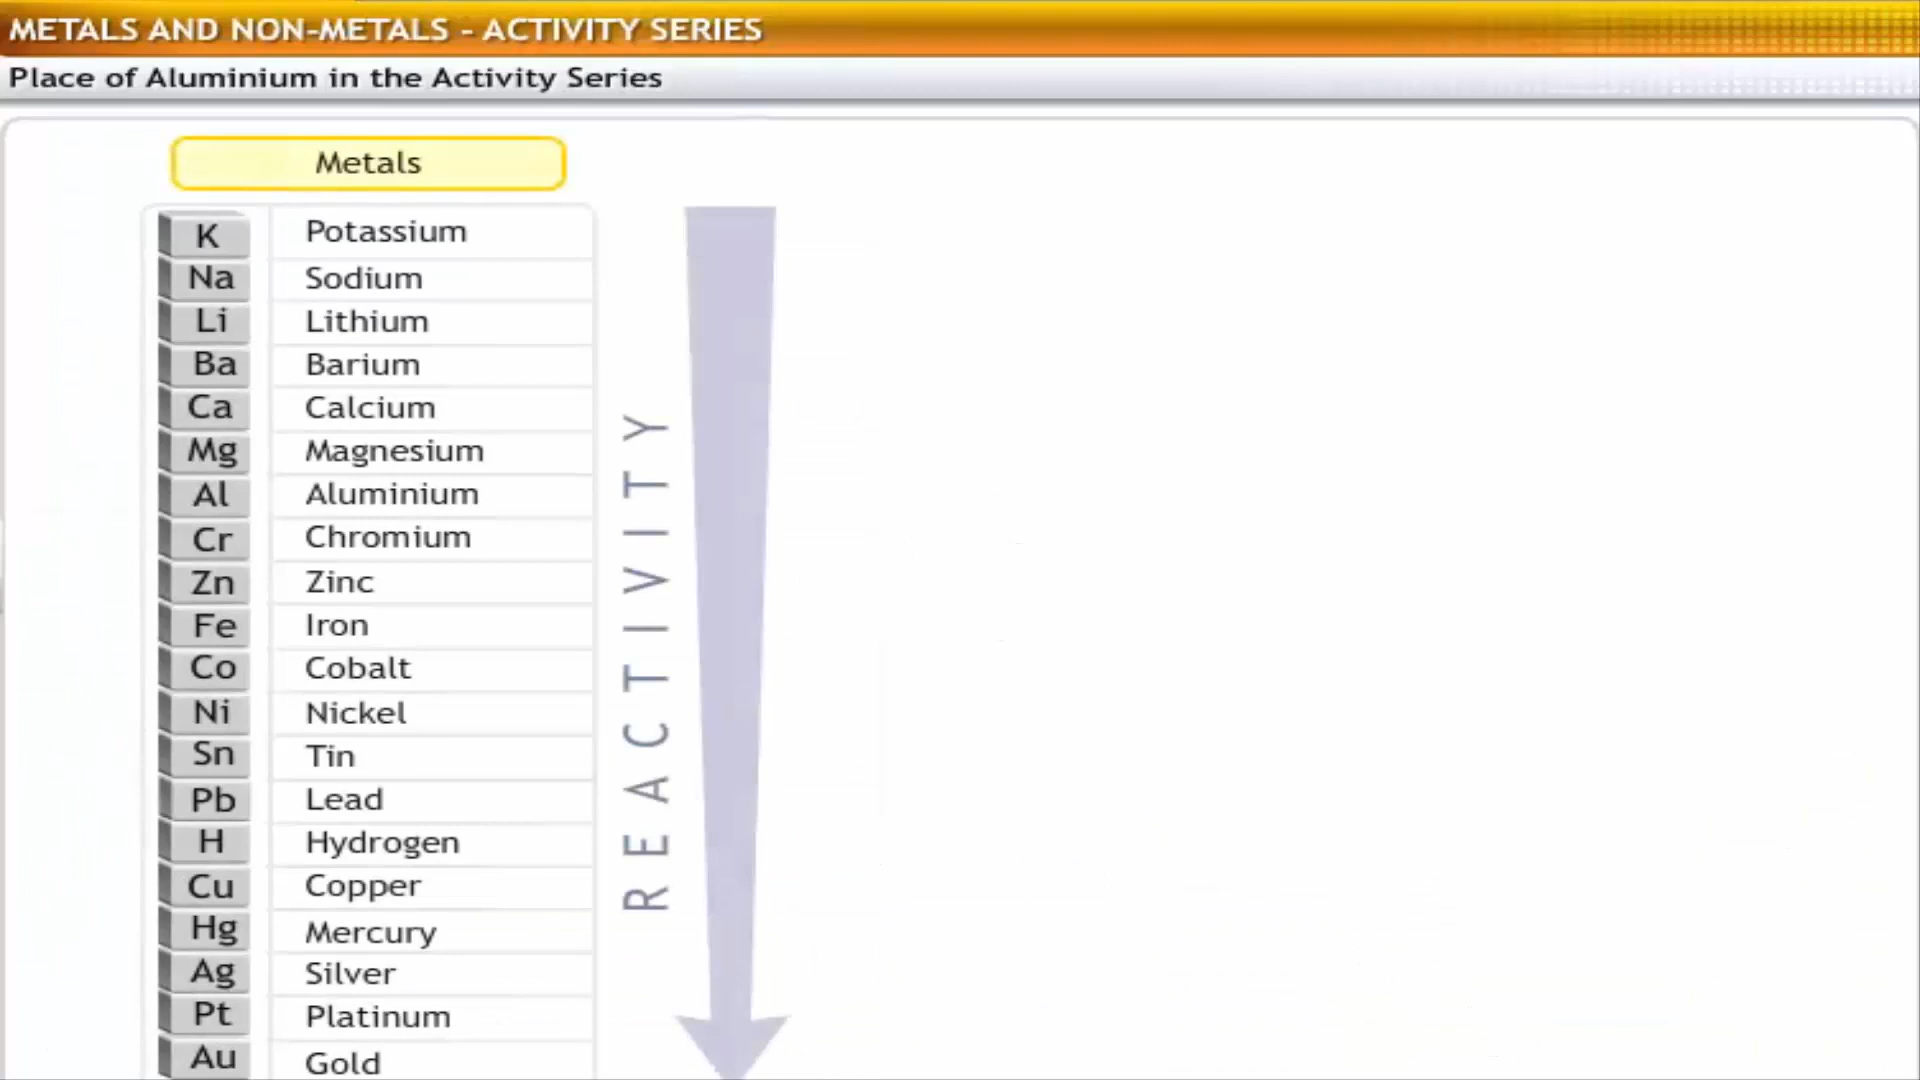 METALS AND NON-METALS - ACTIVITY SERIES
Place of Aluminium in the Activity Series
Metals
K Potassium
Na Sodium
Li Lithium
Ba Barium
Ca Calcium
Mg Magnesium
Al Aluminium
Cr Chromium
Zn Zinc
Fe Iron
Co Cobalt
Ni Nickel
Sn Tin
Pb Lead
H Hydrogen
Cu Copper
Hg Mercury
Ag Silver
Pt Platinum
Au Gold
REACTIVITY